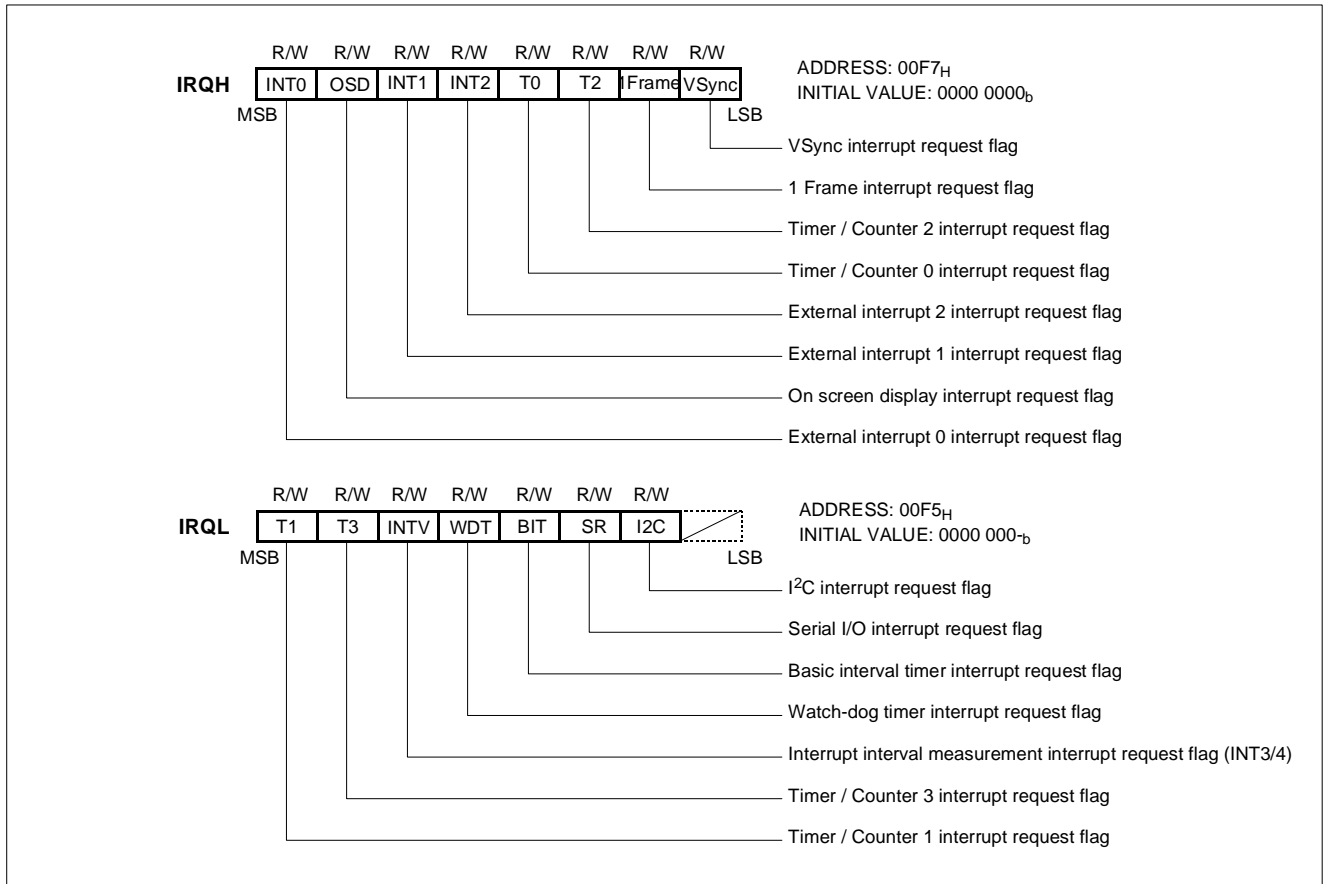 R/W R/W R/W R/W R/W R/W R/W R/W
IRQH INT0 OSD INT1 INT2 T0 T2 1Frame VSync
MSB LSB
ADDRESS: 00F7H
INITIAL VALUE: 0000 0000b
VSync interrupt request flag
1 Frame interrupt request flag
Timer / Counter 2 interrupt request flag
Timer / Counter 0 interrupt request flag
External interrupt 2 interrupt request flag
External interrupt 1 interrupt request flag
On screen display interrupt request flag
External interrupt 0 interrupt request flag
R/W R/W R/W R/W R/W R/W R/W
IRQL T1 T3 INTV WDT BIT SR I2C
MSB LSB
ADDRESS: 00F5H
INITIAL VALUE: 0000 000-b
I2C interrupt request flag
Serial I/O interrupt request flag
Basic interval timer interrupt request flag
Watch-dog timer interrupt request flag
Interrupt interval measurement interrupt request flag (INT3/4)
Timer / Counter 3 interrupt request flag
Timer / Counter 1 interrupt request flag